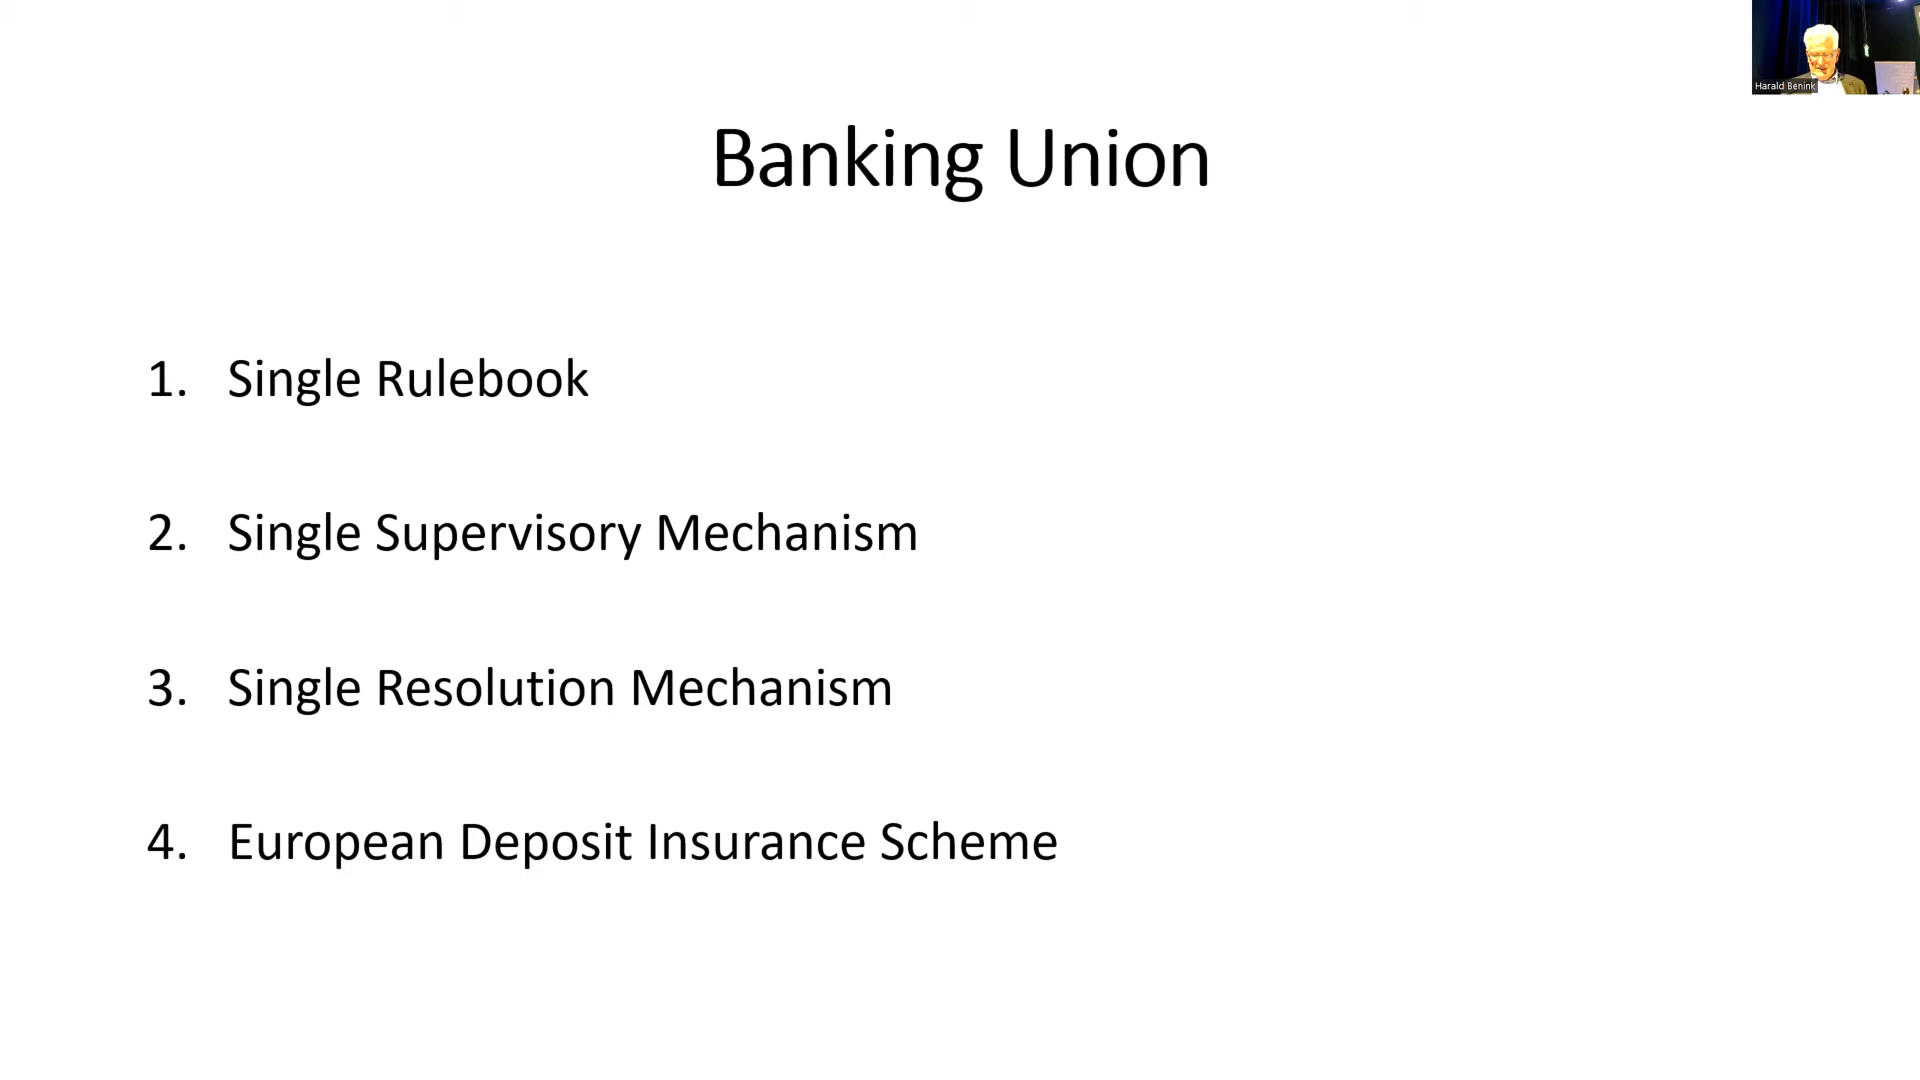 Harald Benink
Banking Union
1. Single Rulebook
2. Single Supervisory Mechanism
3. Single Resolution Mechanism
4. European Deposit Insurance Scheme